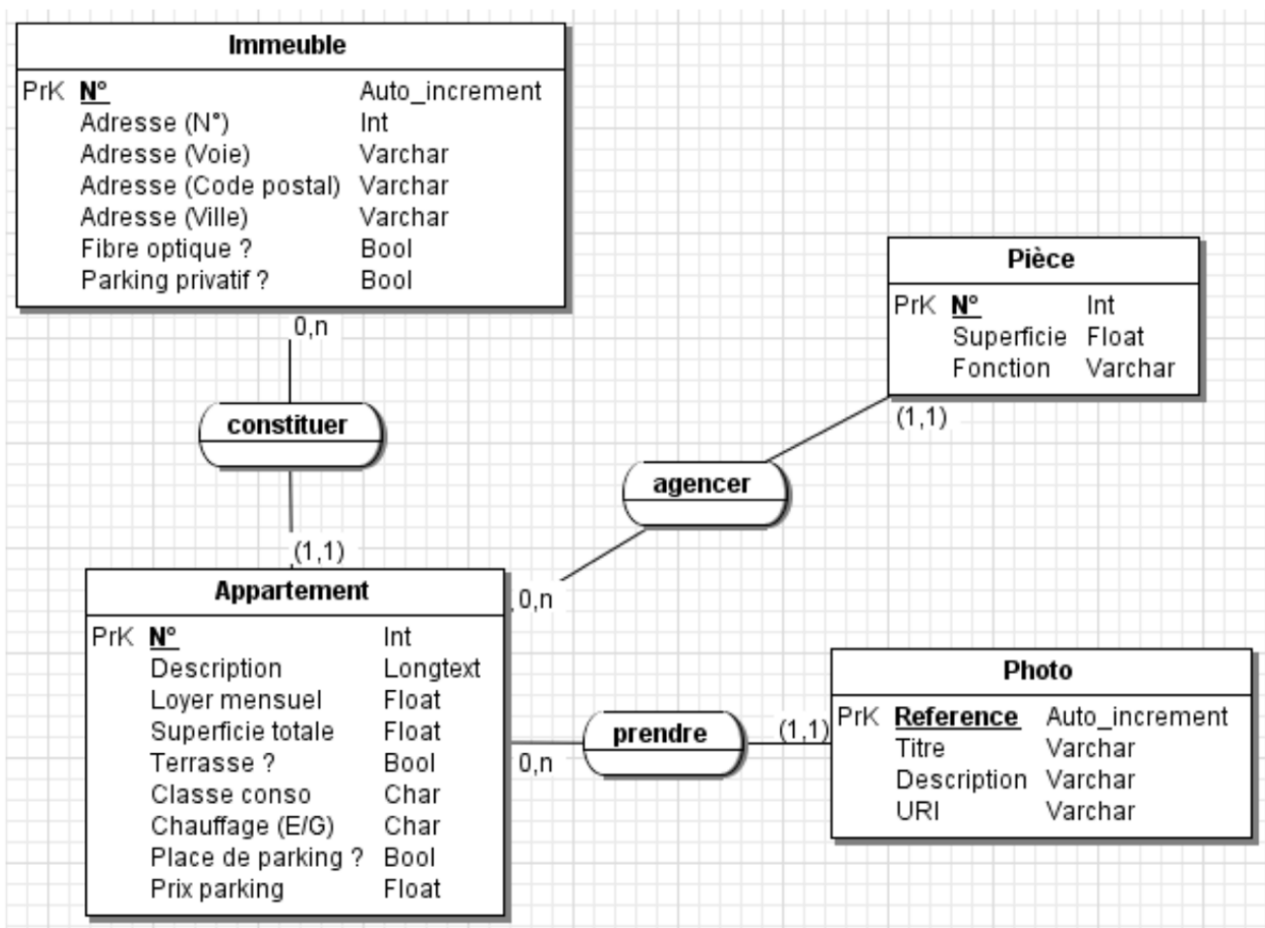 Immeuble
PrK N° Auto_increment
Adresse (N°) Int
Adresse (Voie) Varchar
Adresse (Code postal) Varchar
Adresse (Ville) Varchar
Fibre optique ? Bool
Parking privatif ? Bool
0,n
constituer
(1,1)
Pièce
PrK N° Int
Superficie Float
Fonction Varchar
(1,1)
agencer
0,n
Appartement
PrK N° Int
Description Longtext
Loyer mensuel Float
Superficie totale Float
Terrasse ? Bool
Classe conso Char
Chauffage (E/G) Char
Place de parking ? Bool
Prix parking Float
0,n
prendre
(1,1)
Photo
PrK Reference Auto_increment
Titre Varchar
Description Varchar
URI Varchar